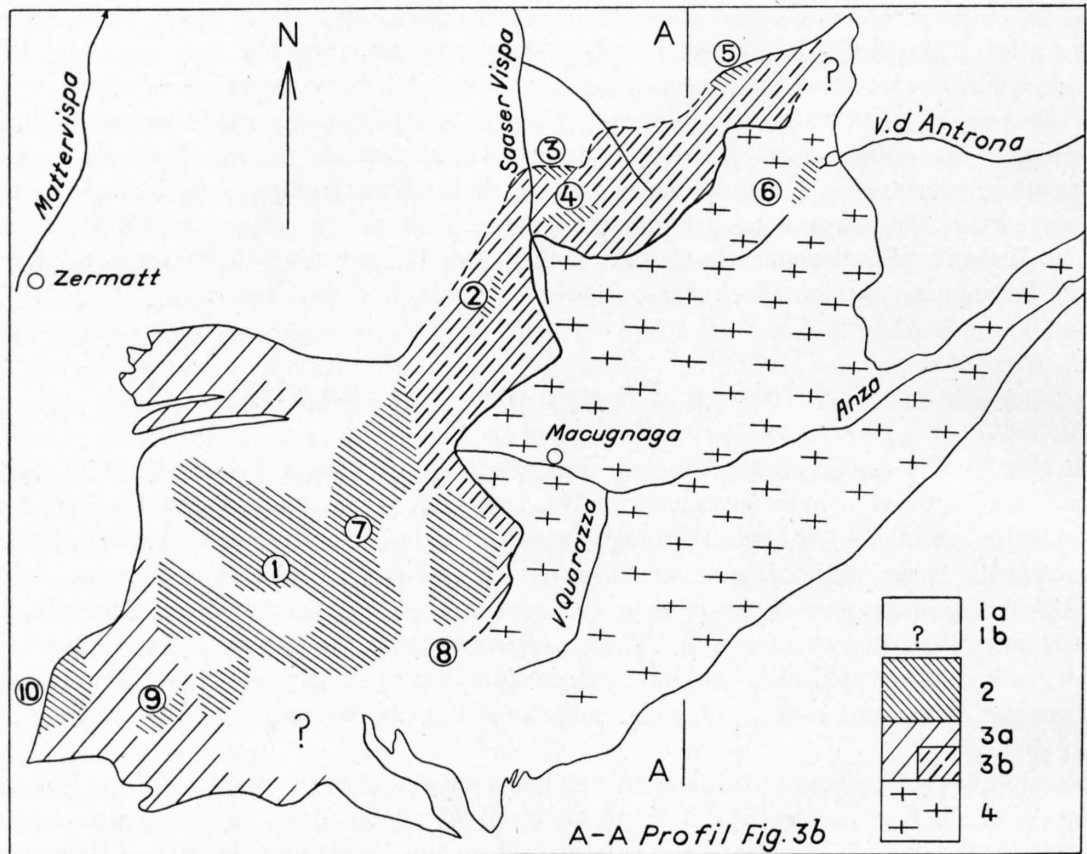 N
A
Mattervispa
Saaser Vispa
⑤
?
V.d'Antrona
③
④
⑥
Zermatt
②
Anza
Macugnaga
⑦
①
V. Quarazza
⑧
⑩
⑨
?
1a
? 1b
2
3a
3b
4
A
A-A Profil Fig.3b